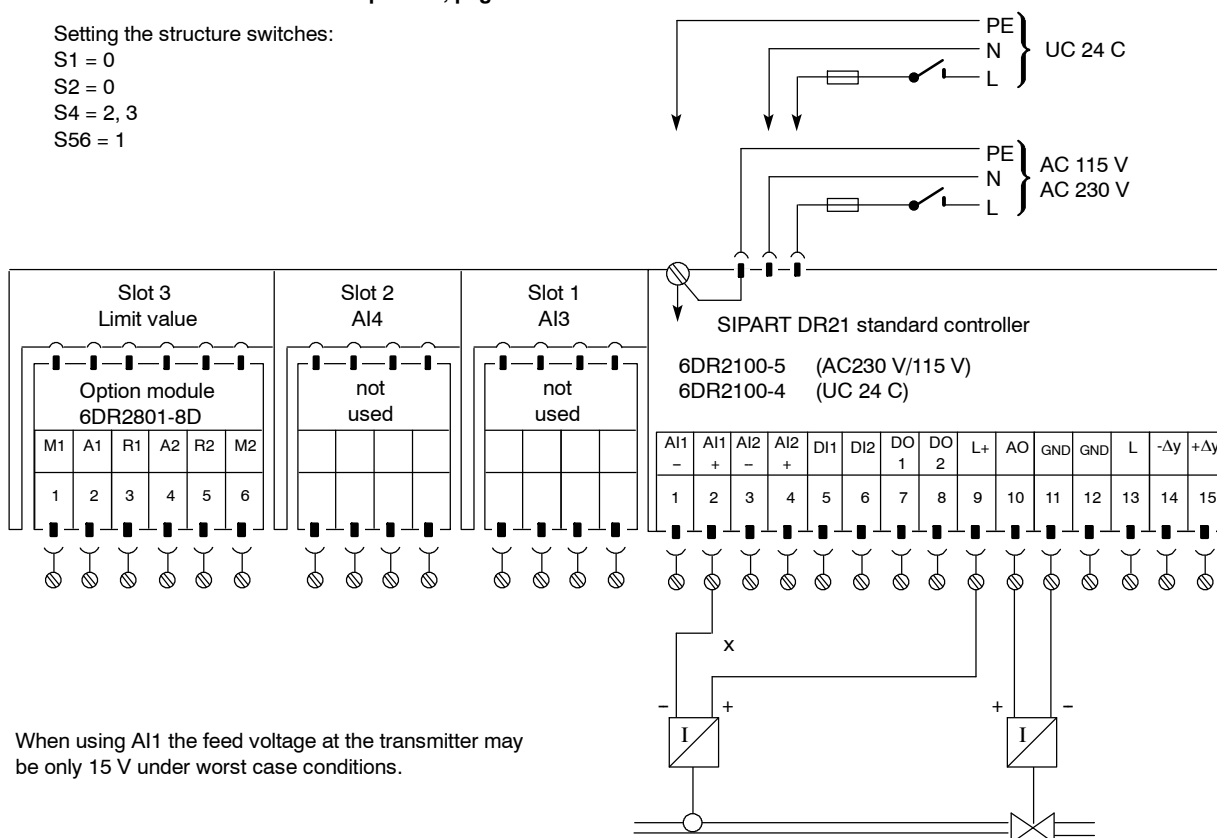 Setting the structure switches:
S1 = 0
S2 = 0
S4 = 2, 3
S56 = 1
PE
N
L
UC 24 C
PE
N
L
AC 115 V
AC 230 V
Slot 3
Limit value
Slot 2
AI4
Slot 1
AI3
SIPART DR21 standard controller
6DR2100-5 (AC230 V/115 V)
6DR2100-4 (UC 24 C)
Option module
6DR2801-8D
not
used
not
used
M1 A1 R1 A2 R2 M2
1 2 3 4 5 6
AI1 AI1 AI2 AI2 DI1 DI2 DO DO L+ AO GND GND L -Δy +Δy
– + – + 1 2
1 2 3 4 5 6 7 8 9 10 11 12 13 14 15
x
– +
+ –
I
I
When using AI1 the feed voltage at the transmitter may
be only 15 V under worst case conditions.